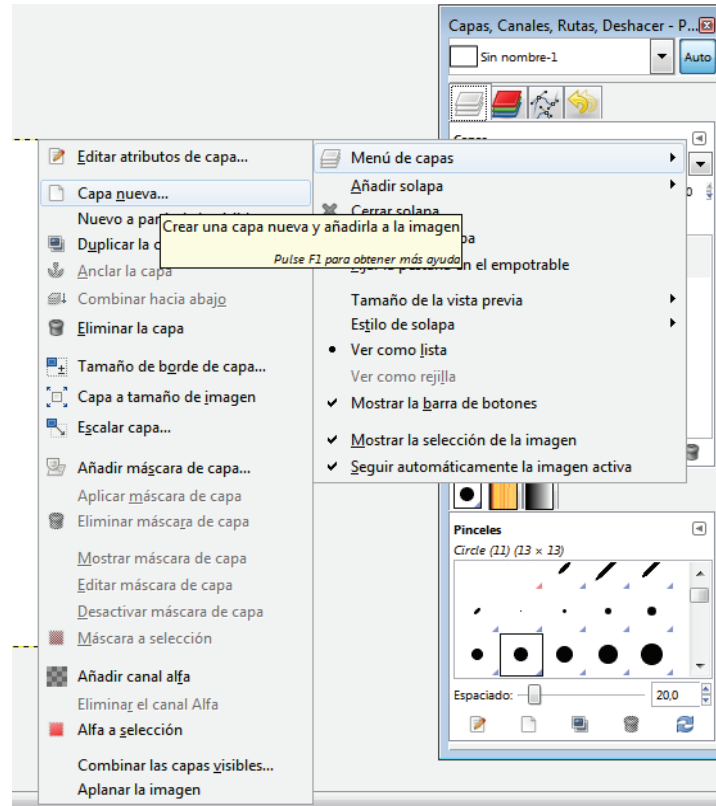 Capas, Canales, Rutas, Deshacer - P...
Sin nombre-1
Auto
Menú de capas
Añadir solapa
Cerrar solapa
en el empotrable
Tamaño de la vista previa
Estilo de solapa
Ver como lista
Ver como rejilla
Mostrar la barra de botones
Mostrar la selección de la imagen
Seguir automáticamente la imagen activa
Editar atributos de capa...
Capa nueva...
Nuevo a
Crear una capa nueva y añadirla a la imagen
Pulse F1 para obtener más ayuda
Duplicar la
Anclar la capa
Combinar hacia abajo
Eliminar la capa
Tamaño de borde de capa...
Capa a tamaño de imagen
Escalar capa...
Añadir máscara de capa...
Aplicar máscara de capa
Eliminar máscara de capa
Mostrar máscara de capa
Editar máscara de capa
Desactivar máscara de capa
Máscara a selección
Añadir canal alfa
Eliminar el canal Alfa
Alfa a selección
Combinar las capas visibles...
Aplanar la imagen
Pinceles
Circle (11) (13 × 13)
Espaciado:
20,0